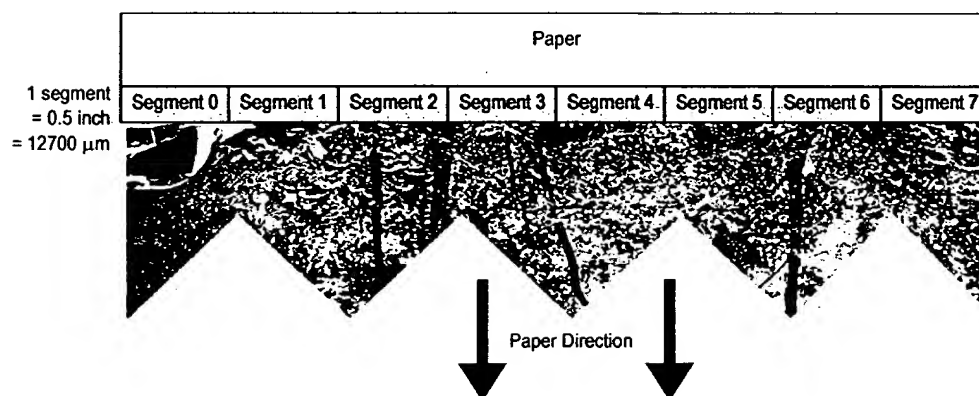 Paper
1 segment
= 0.5 inch
= 12700 µm
Segment 0 Segment 1 Segment 2 Segment 3 Segment 4 Segment 5 Segment 6 Segment 7
Paper Direction